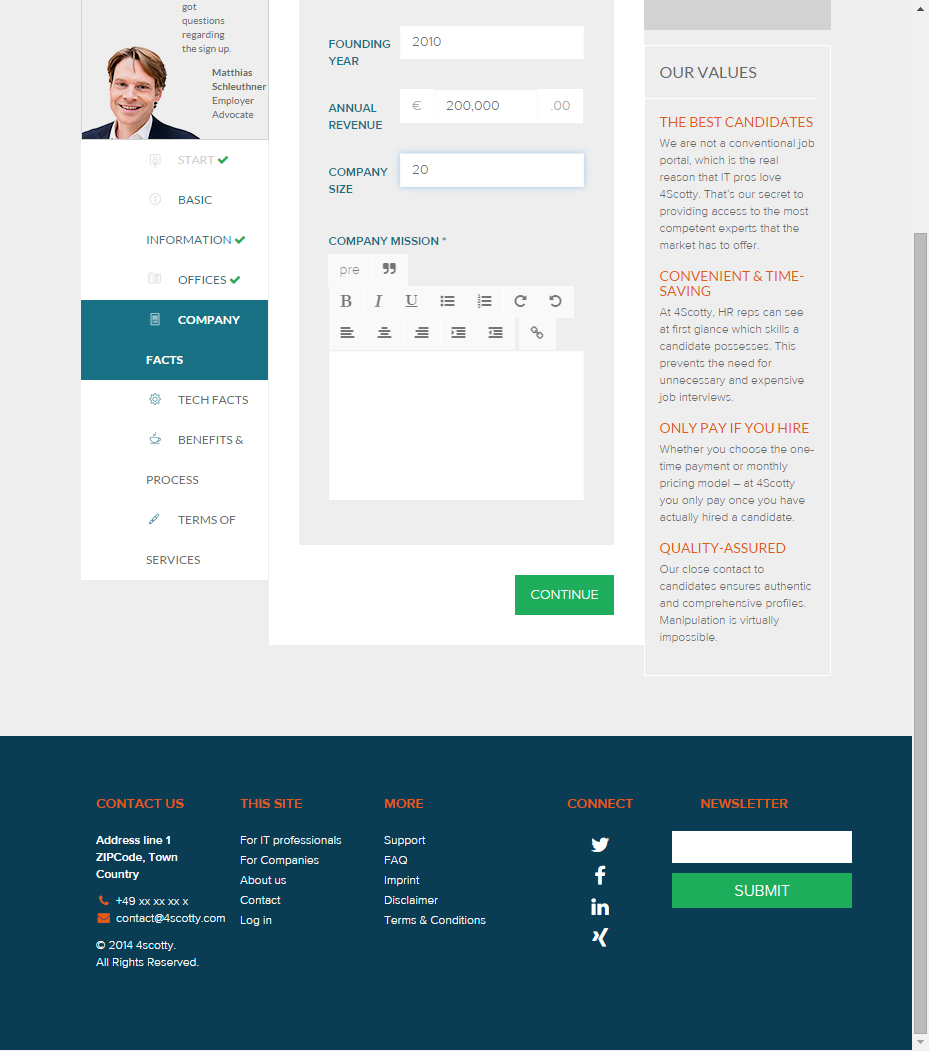 got
questions
regarding
the sign up.
Matthias
Schleuthner
Employer
Advocate
START
BASIC
INFORMATION
OFFICES
COMPANY
FACTS
TECH FACTS
BENEFITS &
PROCESS
TERMS OF
SERVICES
FOUNDING
YEAR
2010
ANNUAL
REVENUE
€ 200,000 .00
COMPANY
SIZE
20
COMPANY MISSION *
pre
B I U
CONTINUE
OUR VALUES
THE BEST CANDIDATES
We are not a conventional job
portal, which is the real
reason that IT pros love
4Scotty. That's our secret to
providing access to the most
competent experts that the
market has to offer.
CONVENIENT & TIME-
SAVING
At 4Scotty, HR reps can see
at first glance which skills a
candidate possesses. This
prevents the need for
unnecessary and expensive
job interviews.
ONLY PAY IF YOU HIRE
Whether you choose the one-
time payment or monthly
pricing model – at 4Scotty
you only pay once you have
actually hired a candidate.
QUALITY-ASSURED
Our close contact to
candidates ensures authentic
and comprehensive profiles.
Manipulation is virtually
impossible.
CONTACT US
Address line 1
ZIPCode, Town
Country
+49 xx xx xx x
contact@4scotty.com
© 2014 4scotty.
All Rights Reserved.
THIS SITE
For IT professionals
For Companies
About us
Contact
Log in
MORE
Support
FAQ
Imprint
Disclaimer
Terms & Conditions
CONNECT
NEWSLETTER
SUBMIT